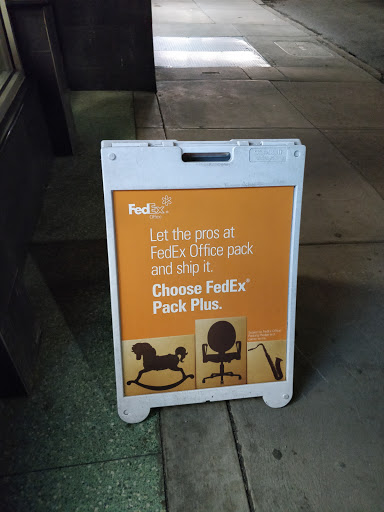 FedEx
Office
Let the pros at
FedEx Office pack
and ship it.
Choose FedEx®
Pack Plus.